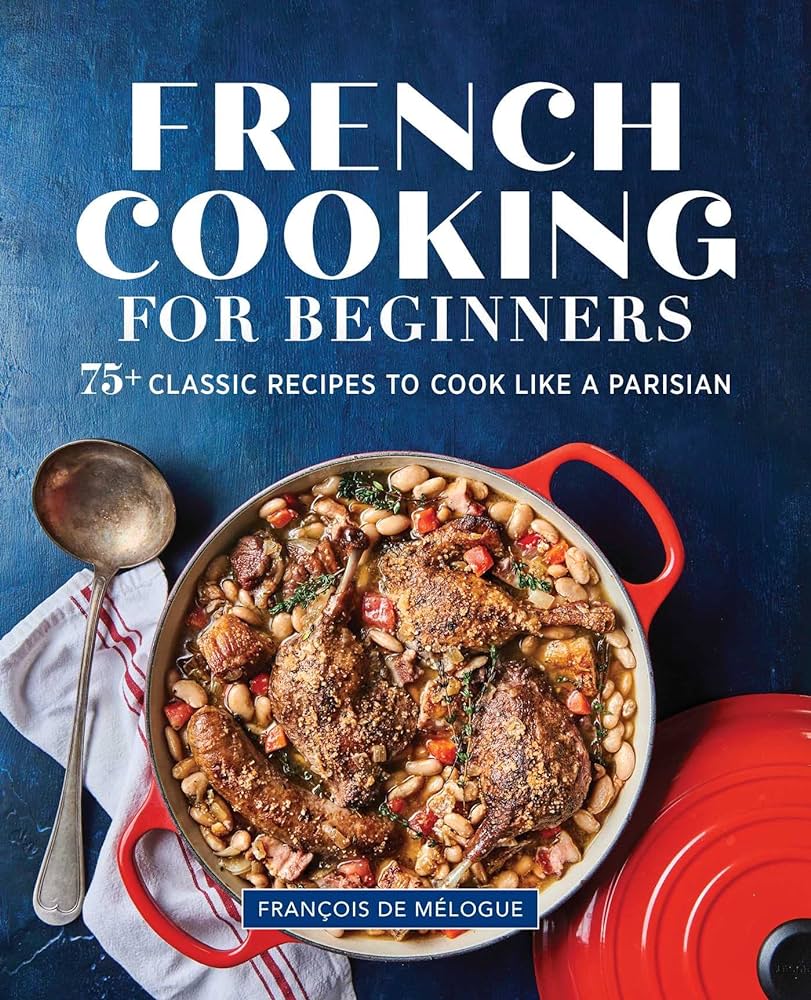 FRENCH
COOKING
FOR BEGINNERS
75+ CLASSIC RECIPES TO COOK LIKE A PARISIAN
FRANÇOIS DE MÉLOGUE